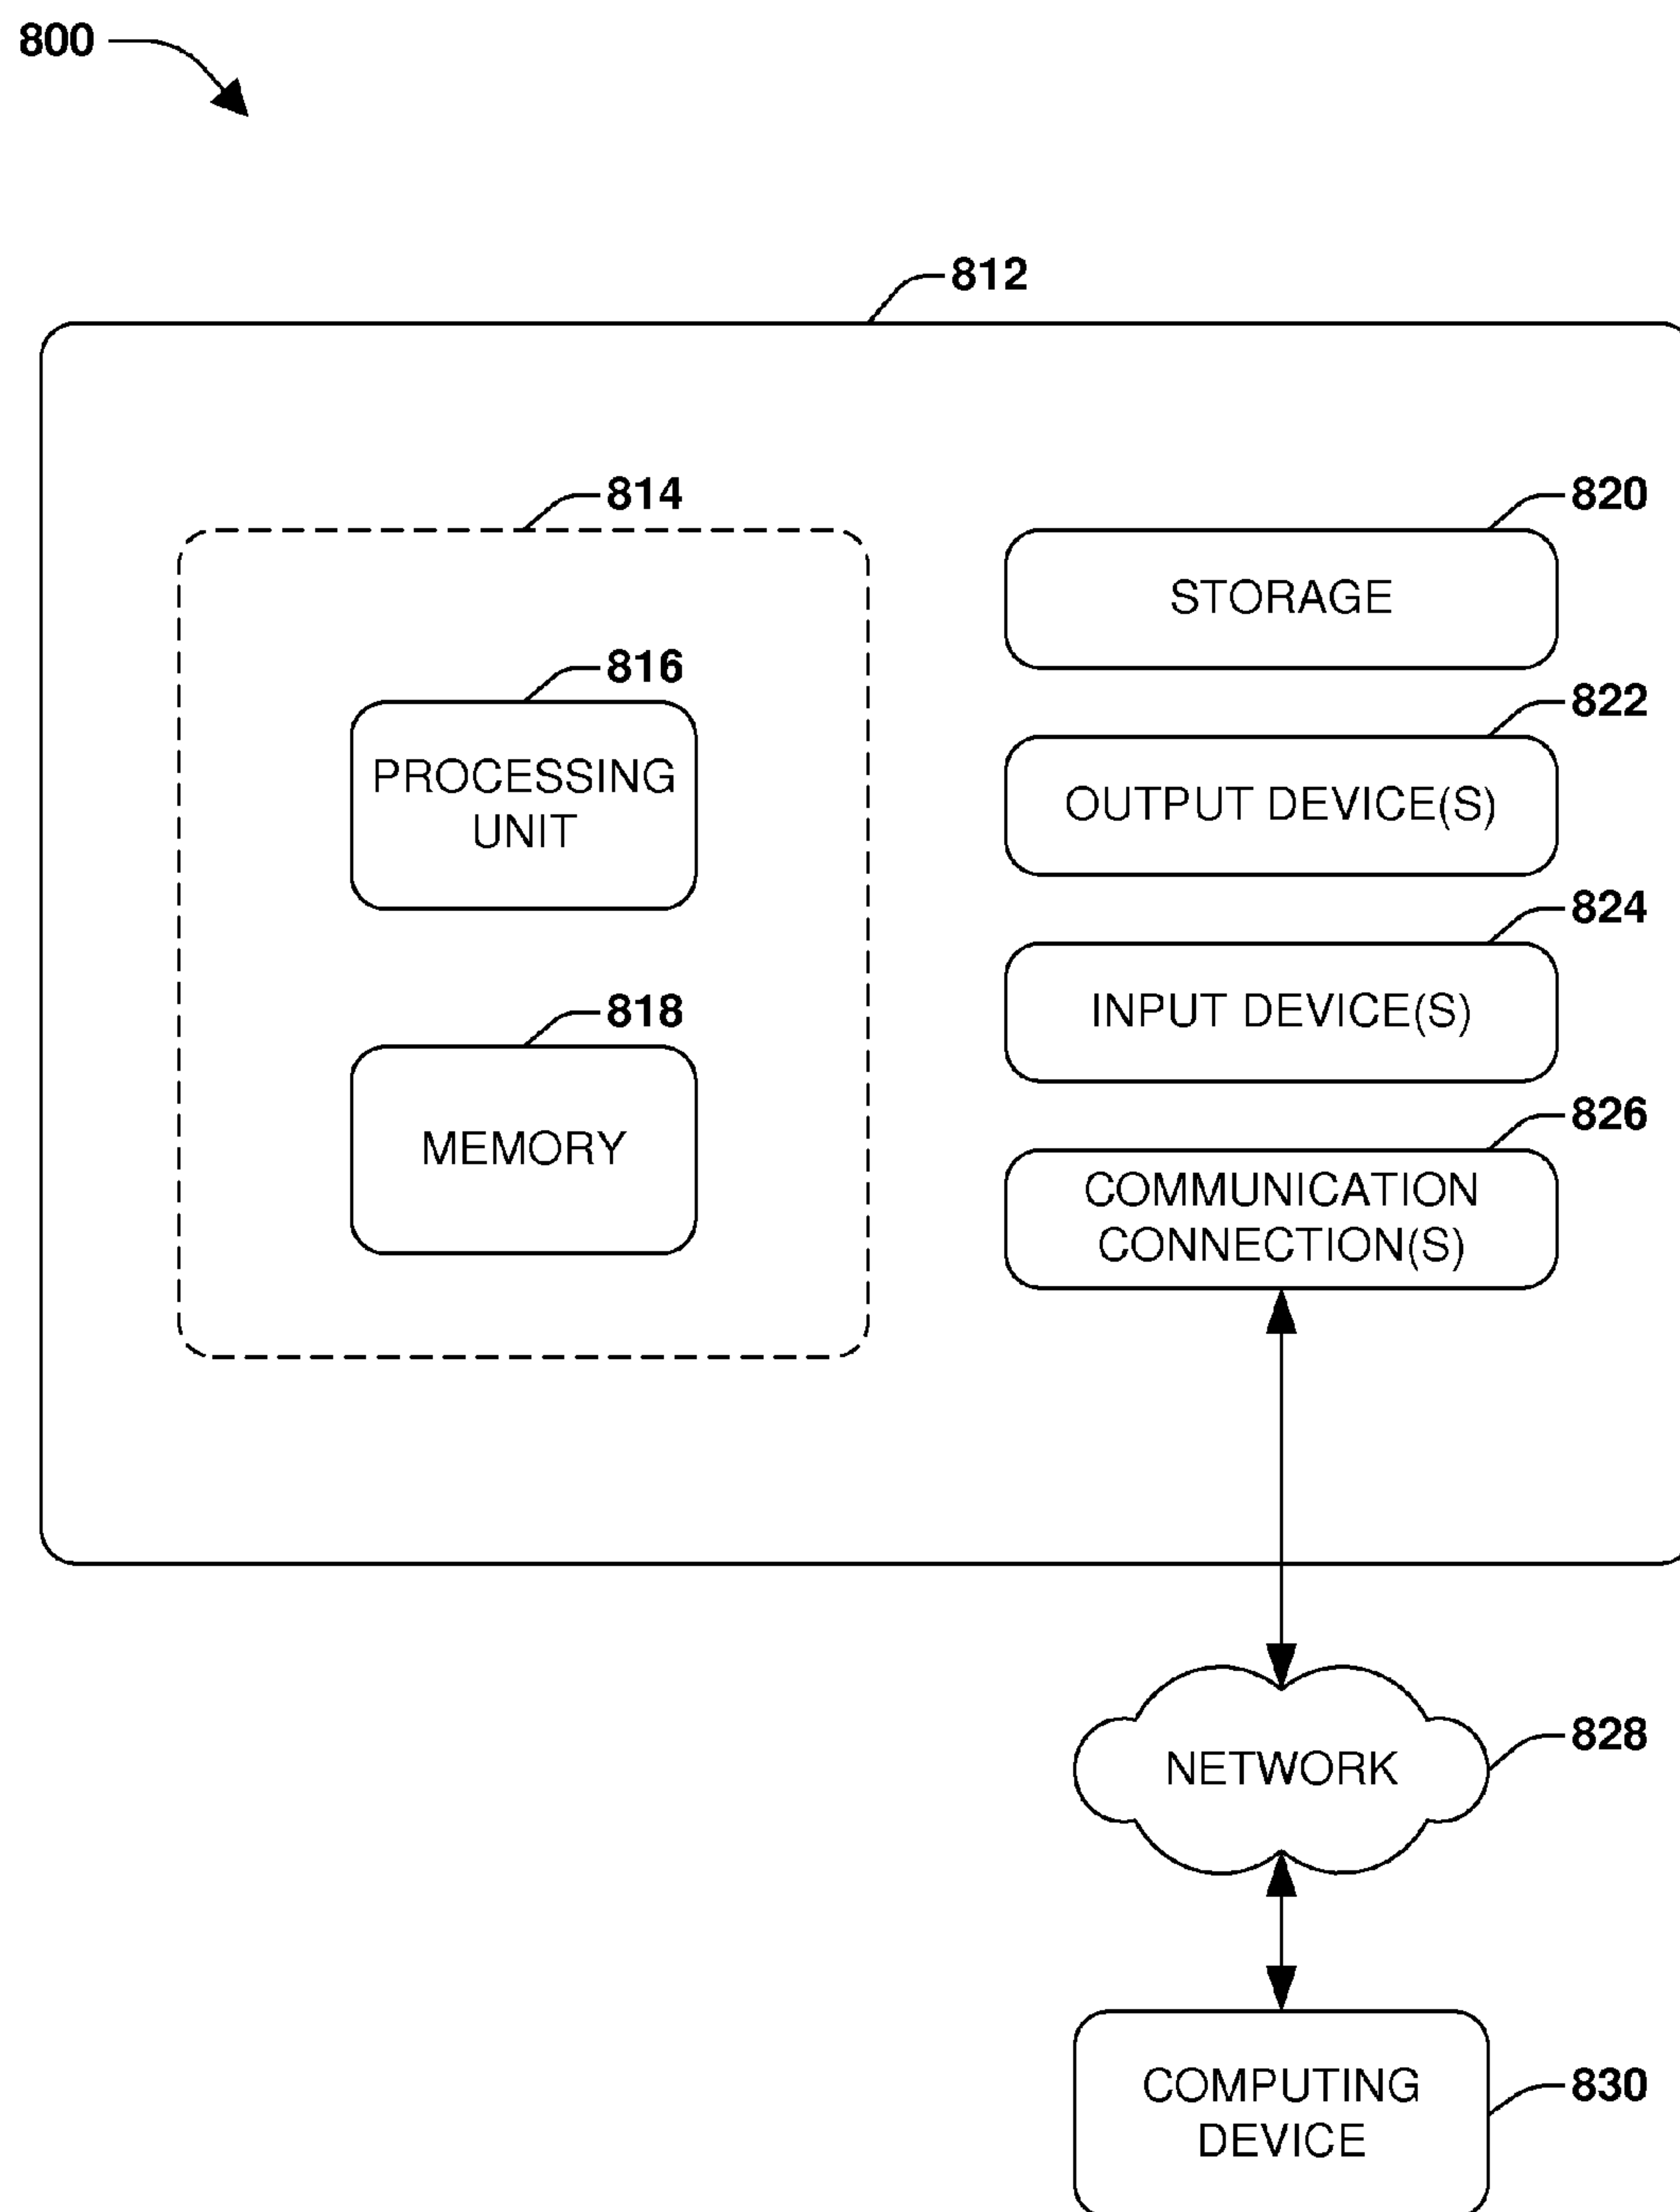 800
812
814
820
STORAGE
816
822
PROCESSING
UNIT
OUTPUT DEVICE(S)
824
INPUT DEVICE(S)
818
MEMORY
826
COMMUNICATION
CONNECTION(S)
828
NETWORK
830
COMPUTING
DEVICE